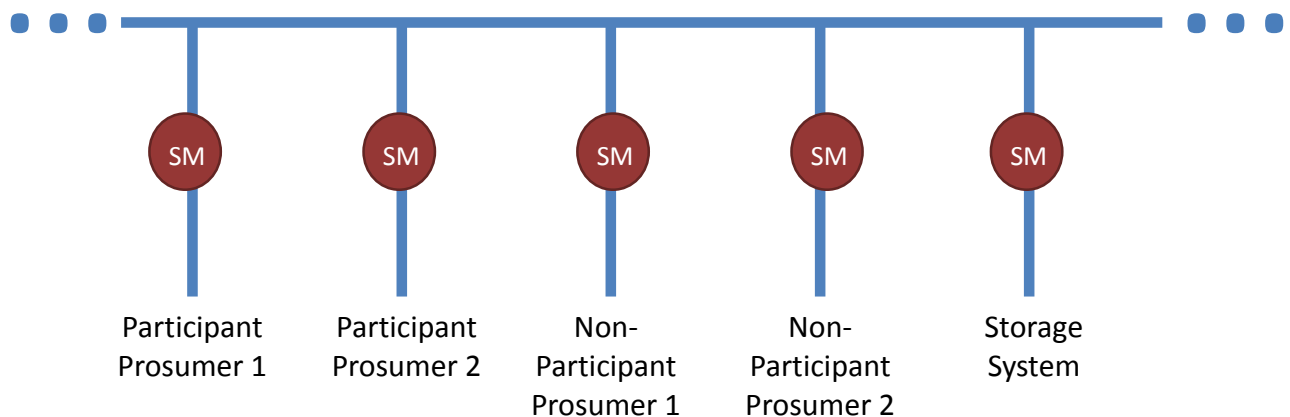 SM
SM
SM
SM
SM
Participant
Prosumer 1
Participant
Prosumer 2
Non-
Participant
Prosumer 1
Non-
Participant
Prosumer 2
Storage
System